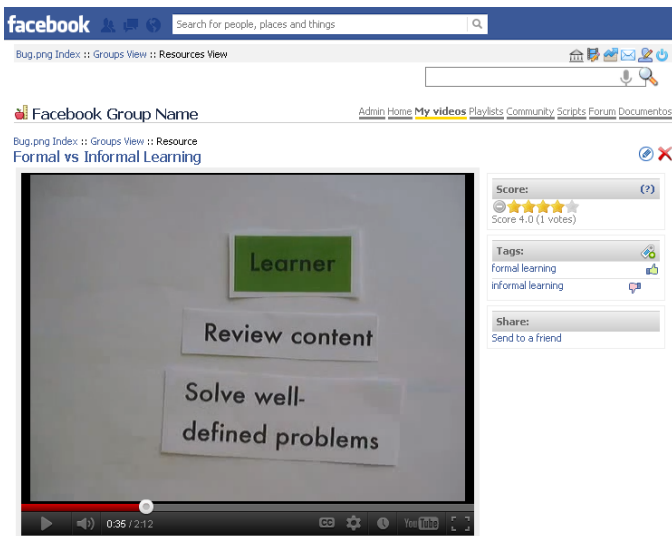 facebook
Search for people, places and things
Bug.png Index :: Groups View :: Resources View
Facebook Group Name
Admin Home My videos Playlists Community Scripts Forum Documentos
Bug.png Index :: Groups View :: Resource
Formal vs Informal Learning
Learner
Review content
Solve well-
defined problems
0:35 / 2:12
CC
YouTube
Score:
(?)
Score 4.0 (1 votes)
Tags:
formal learning
informal learning
Share:
Send to a friend